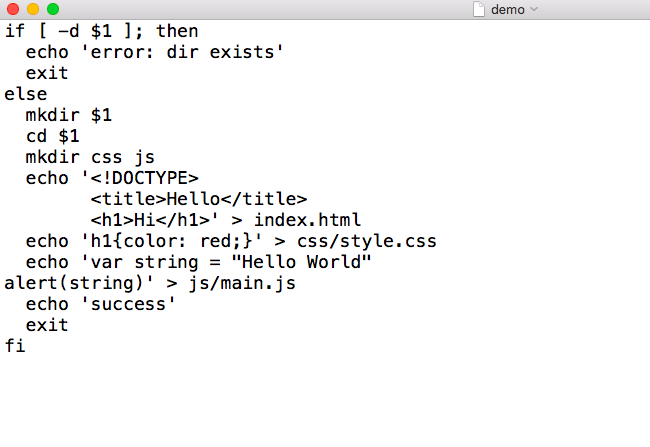 demo
if [ -d $1 ]; then
  echo 'error: dir exists'
  exit
else
  mkdir $1
  cd $1
  mkdir css js
  echo '<!DOCTYPE>
        <title>Hello</title>
        <h1>Hi</h1>' > index.html
  echo 'h1{color: red;}' > css/style.css
  echo 'var string = "Hello World"
alert(string)' > js/main.js
  echo 'success'
  exit
fi